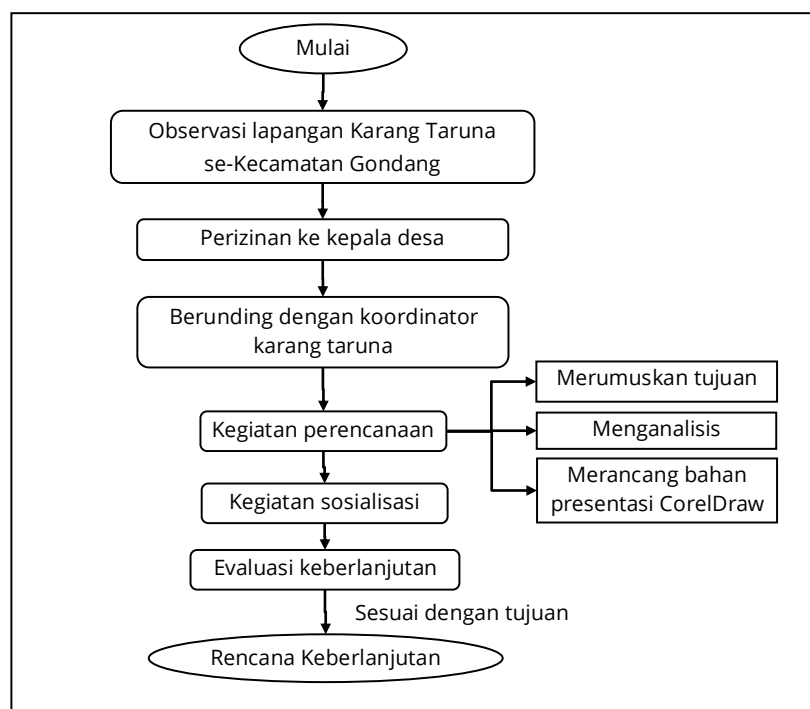 Mulai
Observasi lapangan Karang Taruna
se-Kecamatan Gondang
Perizinan ke kepala desa
Berunding dengan koordinator
karang taruna
Kegiatan perencanaan
Merumuskan tujuan
Menganalisis
Merancang bahan
presentasi CorelDraw
Kegiatan sosialisasi
Evaluasi keberlanjutan
Sesuai dengan tujuan
Rencana Keberlanjutan